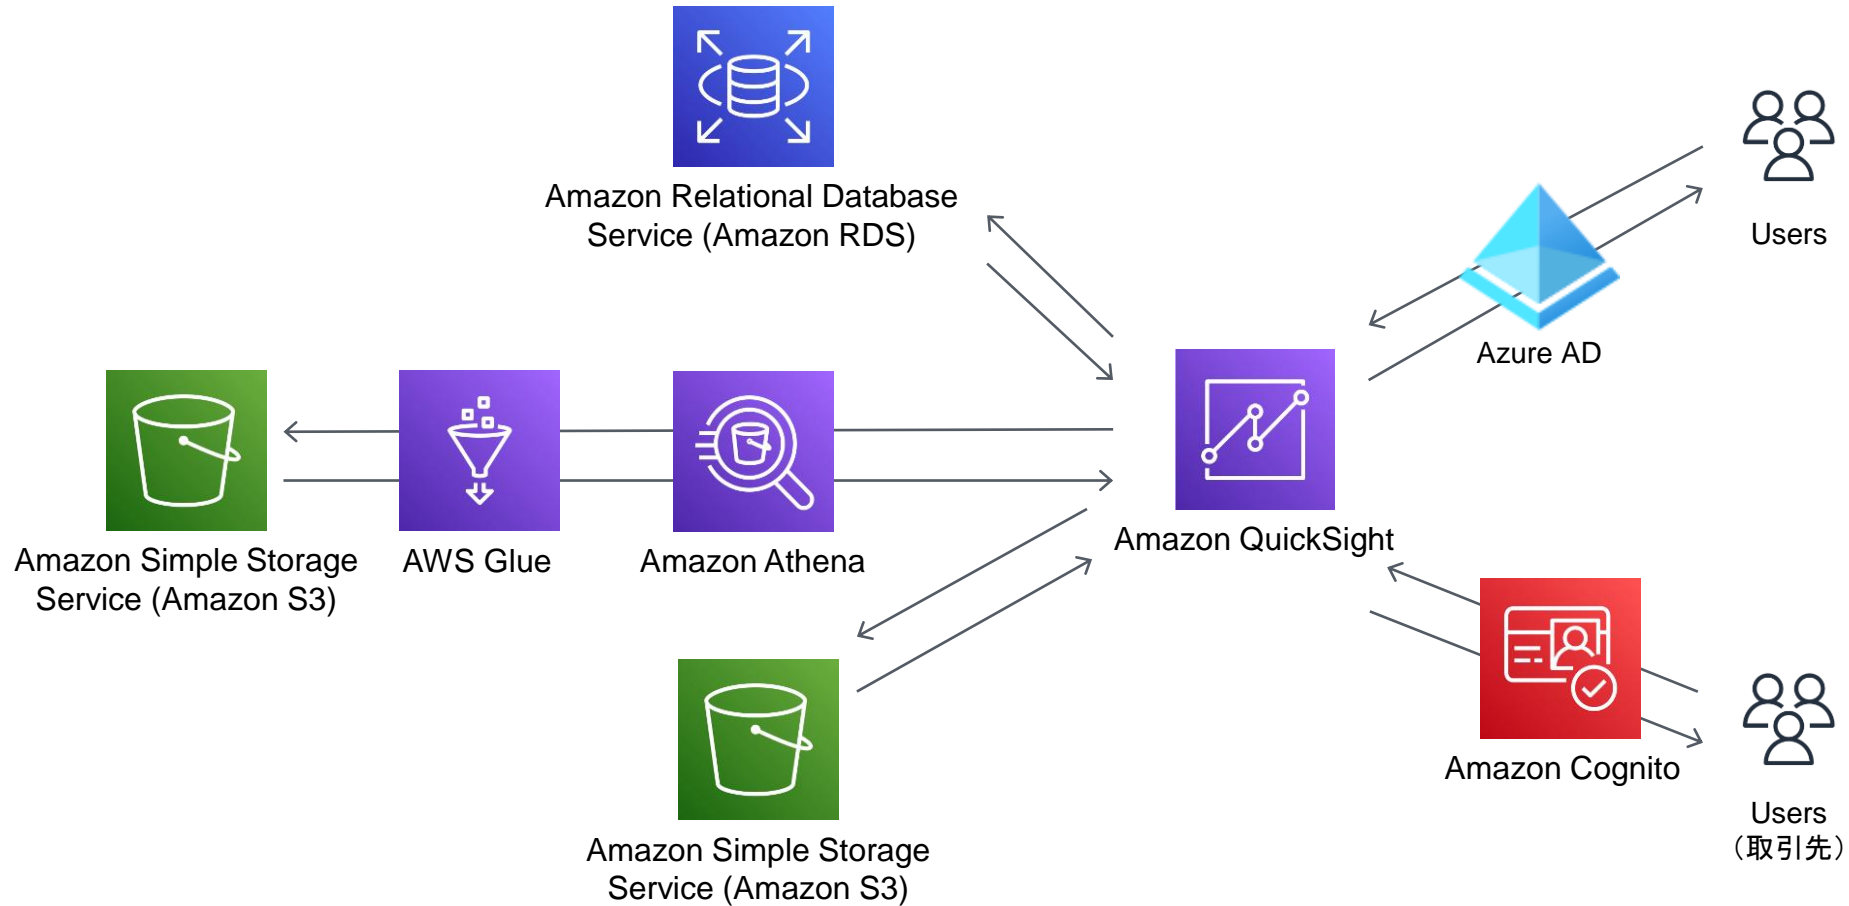 Amazon Relational Database
Service (Amazon RDS)
Users
Azure AD
Amazon Simple Storage
Service (Amazon S3)
AWS Glue
Amazon Athena
Amazon QuickSight
Amazon Cognito
Users
（取引先）
Amazon Simple Storage
Service (Amazon S3)